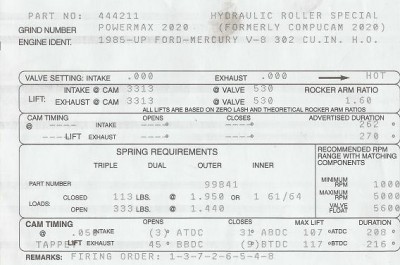 PART NO: 444211 HYDRAULIC ROLLER SPECIAL
GRIND NUMBER POWERMAX 2020 (FORMERLY COMPUCAM 2020)
ENGINE IDENT. 1985-UP FORD-MERCURY V-8 302 CU.IN. H.O.
VALVE SETING: INTAKE .000 EXHAUST .000 HOT
INTAKE @ CAM 3313 @ VALVE 530 ROCKER ARM RATIO
LIFT: EXHAUST @ CAM 3313 @ VALVE 530 1.60
ALL LIFTS ARE BASED ON ZERO LASH AND THEORETICAL ROCKER ARM RATIOS
CAM TIMING OPENS CLOSES ADVERTISED DURATION
@ ---- INTAKE ----° ----° 262°
----LIFT EXHAUST ----° ----° 270°
SPRING REQUIREMENTS
TRIPLE DUAL OUTER INNER
PART NUMBER 99841
LOADS: CLOSED 113 LBS. @ 1.950 OR 1 61/64
OPEN 333 LBS. @ 1.440
RECOMMENDED RPM
RANGE WITH MATCHING
COMPONENTS
MINIMUM RPM 1000
MAXIMUM RPM 5000
VALVE FLOAT 5600
CAM TIMING OPENS CLOSES MAX LIFT DURATION
@ .050 INTAKE (3)° ATDC 31° ABDC 107 °ATDC 208°
TAPPET LIFT EXHAUST 45° BBDC (9)°BTDC 117 °BTDC 216°
REMARKS: FIRING ORDER: 1-3-7-2-6-5-4-8